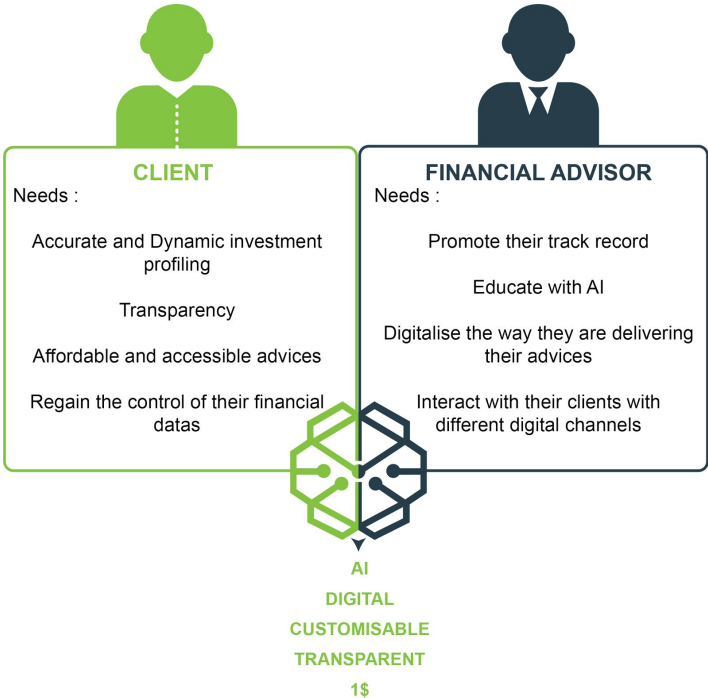 CLIENT
Needs :
Accurate and Dynamic investment
profiling
Transparency
Affordable and accessible advices
Regain the control of their financial
datas
FINANCIAL ADVISOR
Needs :
Promote their track record
Educate with AI
Digitalise the way they are delivering
their advices
Interact with their clients with
different digital channels
AI
DIGITAL
CUSTOMISABLE
TRANSPARENT
1$